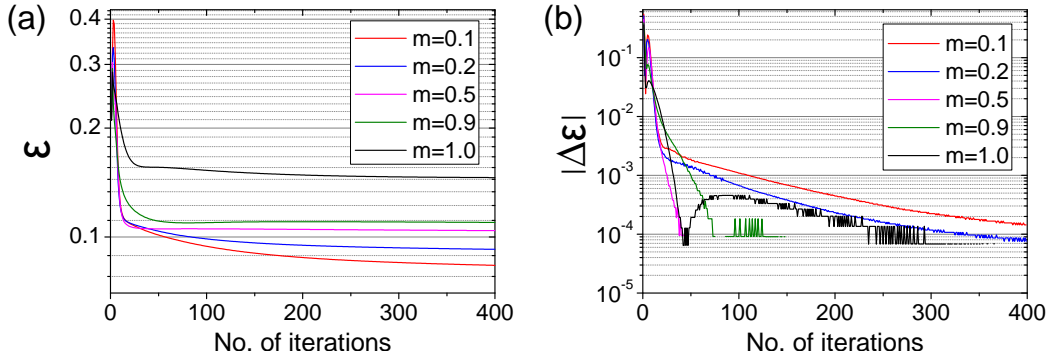 (a)
0.4
0.3
0.2
0.1
ε
m=0.1
m=0.2
m=0.5
m=0.9
m=1.0
0 100 200 300 400
No. of iterations
(b)
10⁻¹
10⁻²
10⁻³
10⁻⁴
10⁻⁵
|Δε|
m=0.1
m=0.2
m=0.5
m=0.9
m=1.0
0 100 200 300 400
No. of iterations